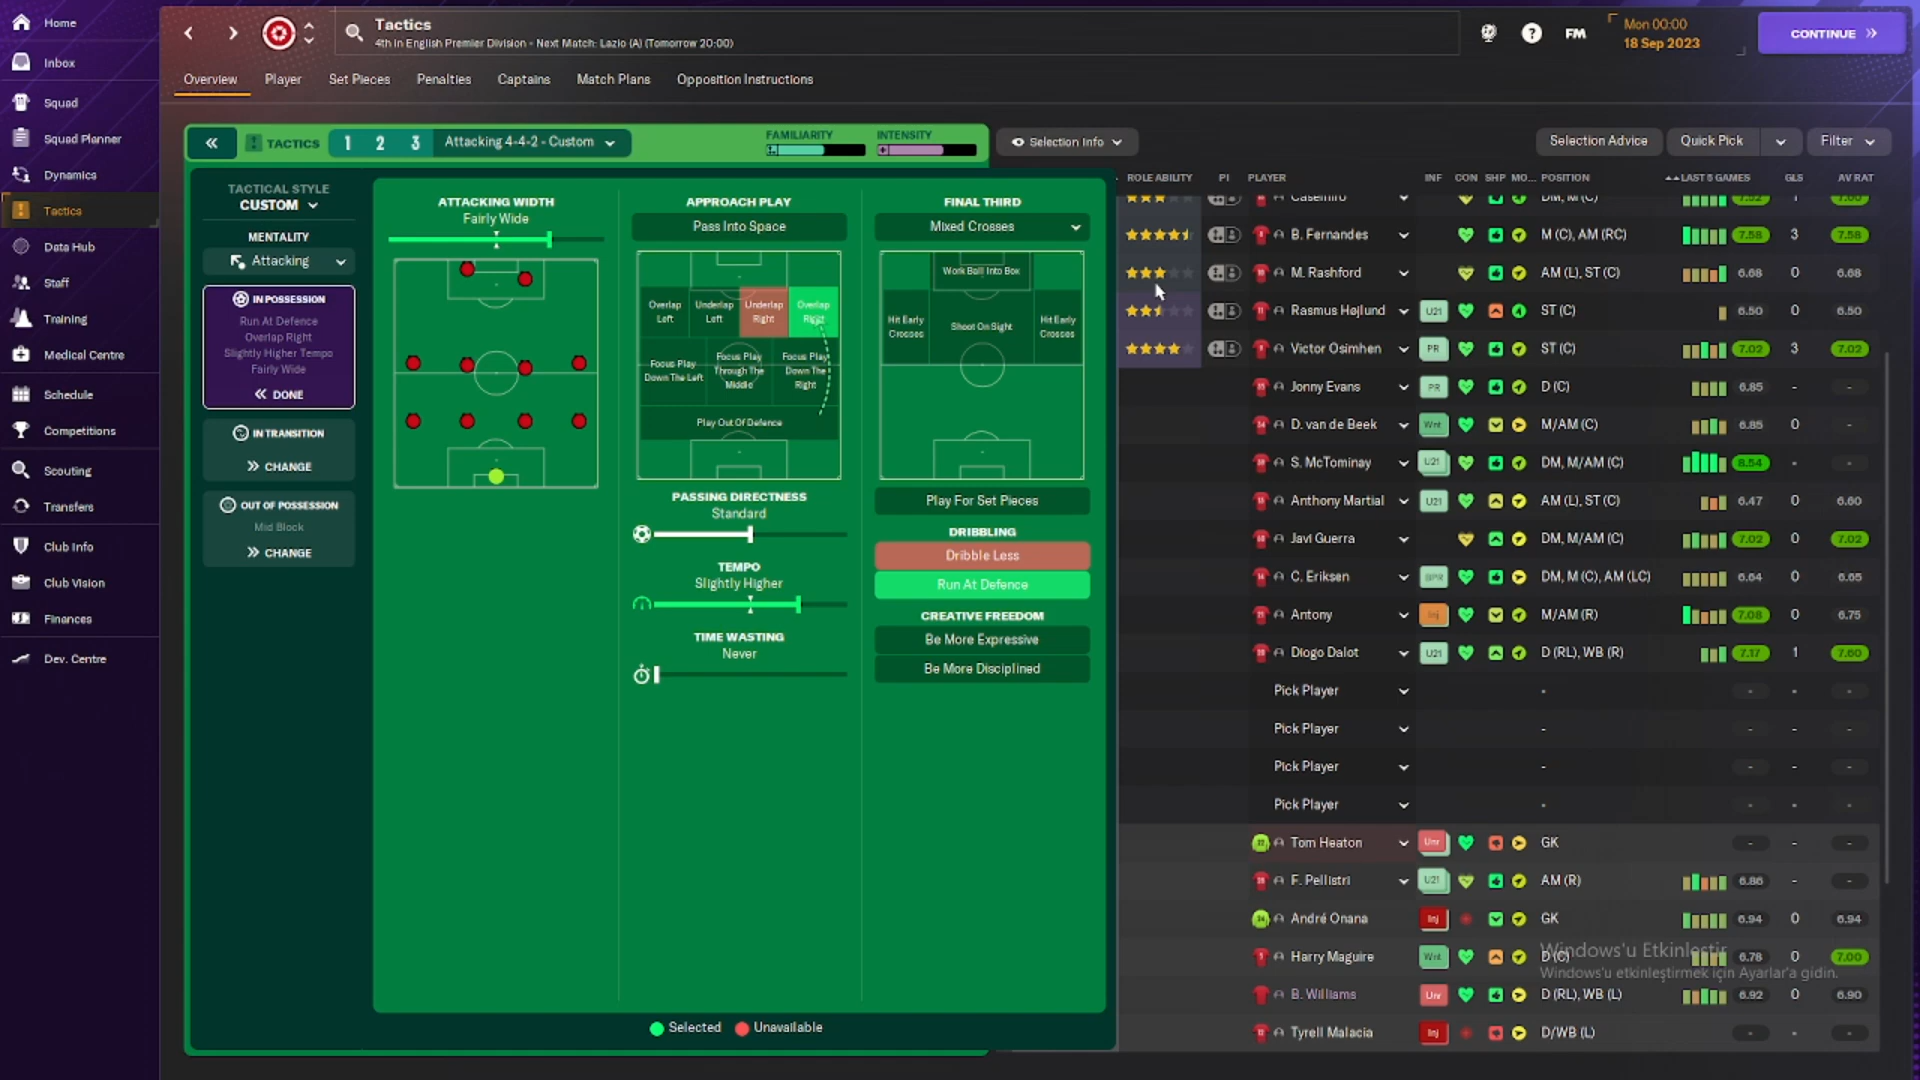 Home
Inbox
Squad
Squad Planner
Dynamics
Tactics
Data Hub
Staff
Training
Medical Centre
Schedule
Competitions
Scouting
Transfers
Club Info
Club Vision
Finances
Dev. Centre
Tactics
4th in English Premier Division - Next Match: Lazio (A) (Tomorrow 20:00)
FM
Mon 00:00
18 Sep 2023
CONTINUE
Overview Player Set Pieces Penalties Captains Match Plans Opposition Instructions
TACTICS 1 2 3 Attacking 4-4-2 - Custom
FAMILIARITY
INTENSITY
Selection Info
Selection Advice
Quick Pick
Filter
TACTICAL STYLE
CUSTOM
MENTALITY
Attacking
IN POSSESSION
Run At Defence
Overlap Right
Slightly Higher Tempo
Fairly Wide
DONE
IN TRANSITION
CHANGE
OUT OF POSSESSION
Mid Block
CHANGE
ATTACKING WIDTH
Fairly Wide
APPROACH PLAY
Pass Into Space
Overlap Left
Underlap Left
Underlap Right
Overlap Right
Focus Play Down The Left
Focus Play Through The Middle
Focus Play Down The Right
Play Out Of Defence
PASSING DIRECTNESS
Standard
TEMPO
Slightly Higher
TIME WASTING
Never
FINAL THIRD
Mixed Crosses
Work Ball Into Box
Hit Early Crosses
Shoot On Sight
Hit Early Crosses
Play For Set Pieces
DRIBBLING
Dribble Less
Run At Defence
CREATIVE FREEDOM
Be More Expressive
Be More Disciplined
Selected Unavailable
ROLE ABILITY PI PLAYER INF CON SHP MO... POSITION LAST 5 GAMES GLS AV RAT
Casemiro DM, M (C) 7.52 1 7.60
B. Fernandes M (C), AM (RC) 7.58 3 7.58
M. Rashford AM (L), ST (C) 6.68 0 6.68
Rasmus Højlund U21 ST (C) 6.50 0 6.50
Victor Osimhen PR ST (C) 7.02 3 7.02
Jonny Evans PR D (C) 6.85 - -
D. van de Beek Wnt M/AM (C) 6.85 0 -
S. McTominay U21 DM, M/AM (C) 8.54 - -
Anthony Martial U21 AM (L), ST (C) 6.47 0 6.60
Javi Guerra DM, M/AM (C) 7.02 0 7.02
C. Eriksen BPR DM, M (C), AM (LC) 6.64 0 6.65
Antony Inj M/AM (R) 7.08 0 6.75
Diogo Dalot U21 D (RL), WB (R) 7.17 1 7.60
Pick Player - - - -
Pick Player - - - -
Pick Player - - - -
Pick Player - - - -
Tom Heaton Unr GK - - -
F. Pellistri U21 AM (R) 6.86 - -
André Onana Inj GK 6.94 0 6.94
Harry Maguire Wnt D (C) 6.78 0 7.00
B. Williams Unr D (RL), WB (L) 6.92 0 6.90
Tyrell Malacia Inj D/WB (L) - - -
Windows'u Etkinleştir
Windows'u etkinleştirmek için Ayarlar'a gidin.